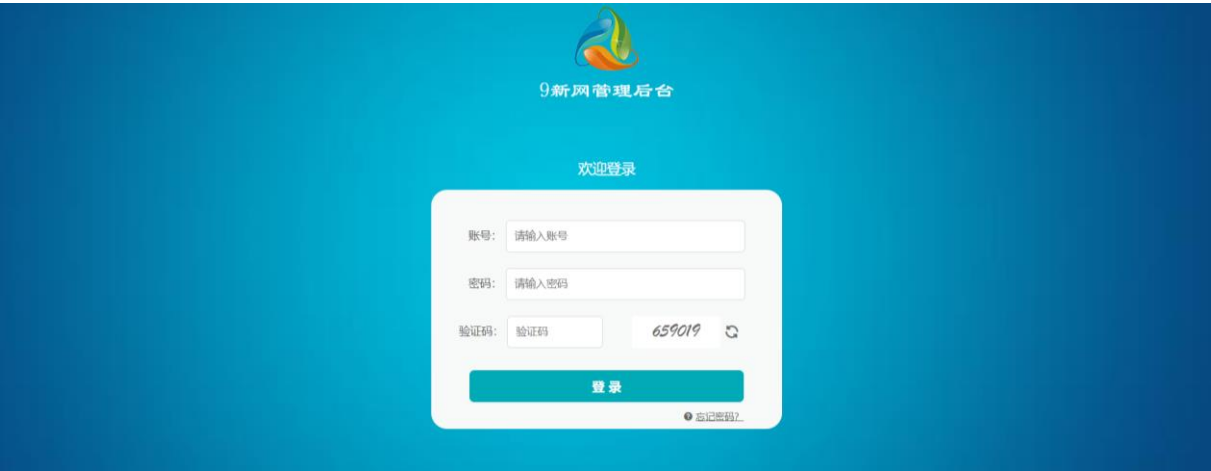 9新网管理后台
欢迎登录
账号: 请输入账号
密码: 请输入密码
验证码: 验证码 659019
登 录
忘记密码?